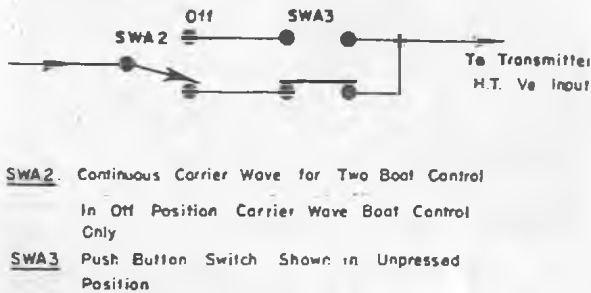 Off
SWA3
SWA2
To Transmitter
H.T. Ve Input
SWA2. Continuous Carrier Wave for Two Boat Control
In Off Position Carrier Wave Boat Control
Only
SWA3 Push Button Switch Shown in Unpressed
Position